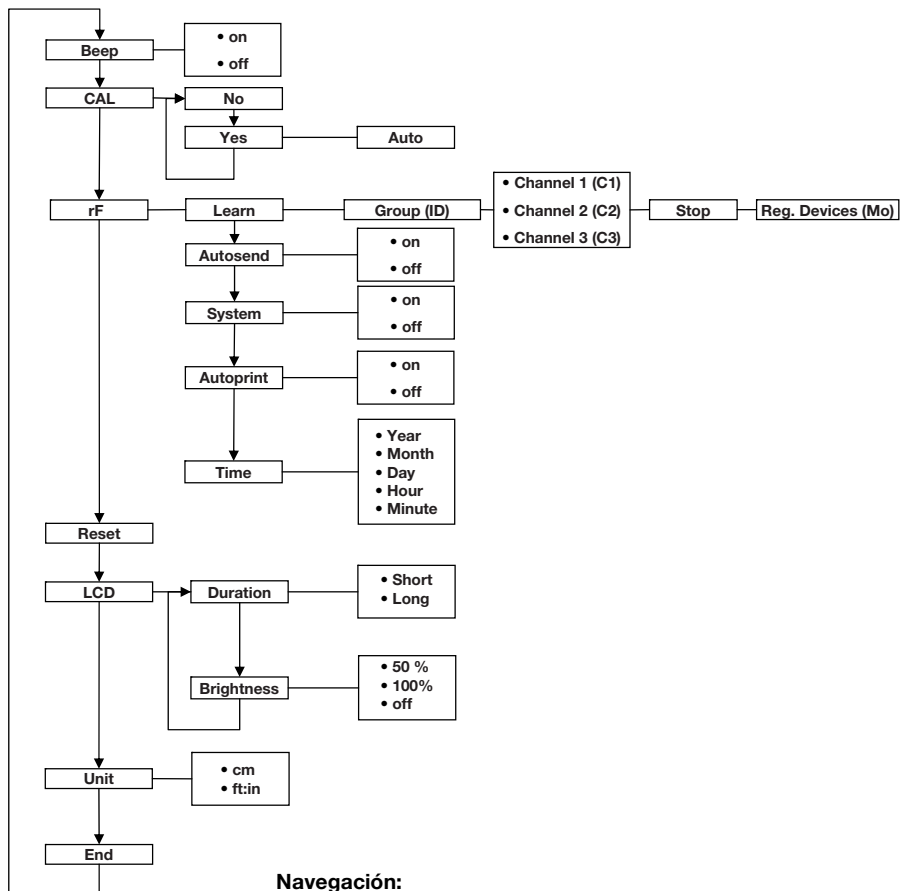 Beep
• on
• off
CAL
No
Yes
Auto
rF
Learn
Group (ID)
• Channel 1 (C1)
• Channel 2 (C2)
• Channel 3 (C3)
Stop
Reg. Devices (Mo)
Autosend
• on
• off
System
• on
• off
Autoprint
• on
• off
Time
• Year
• Month
• Day
• Hour
• Minute
Reset
LCD
Duration
• Short
• Long
Brightness
• 50 %
• 100%
• off
Unit
• cm
• ft:in
End
Navegación: